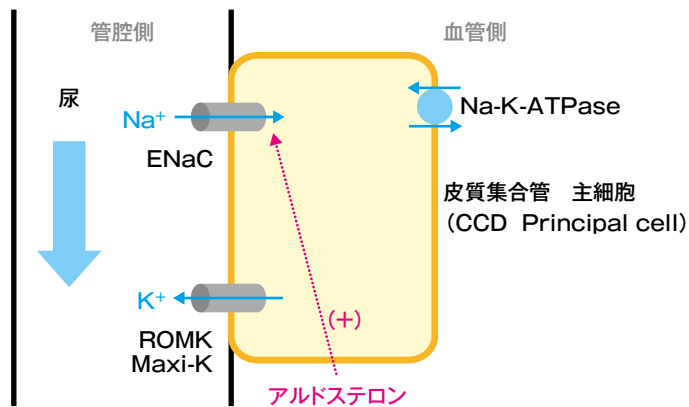 管腔側
血管側
尿
Na⁺
ENaC
Na-K-ATPase
皮質集合管　主細胞
（CCD Principal cell）
K⁺
ROMK
Maxi-K
(+)
アルドステロン